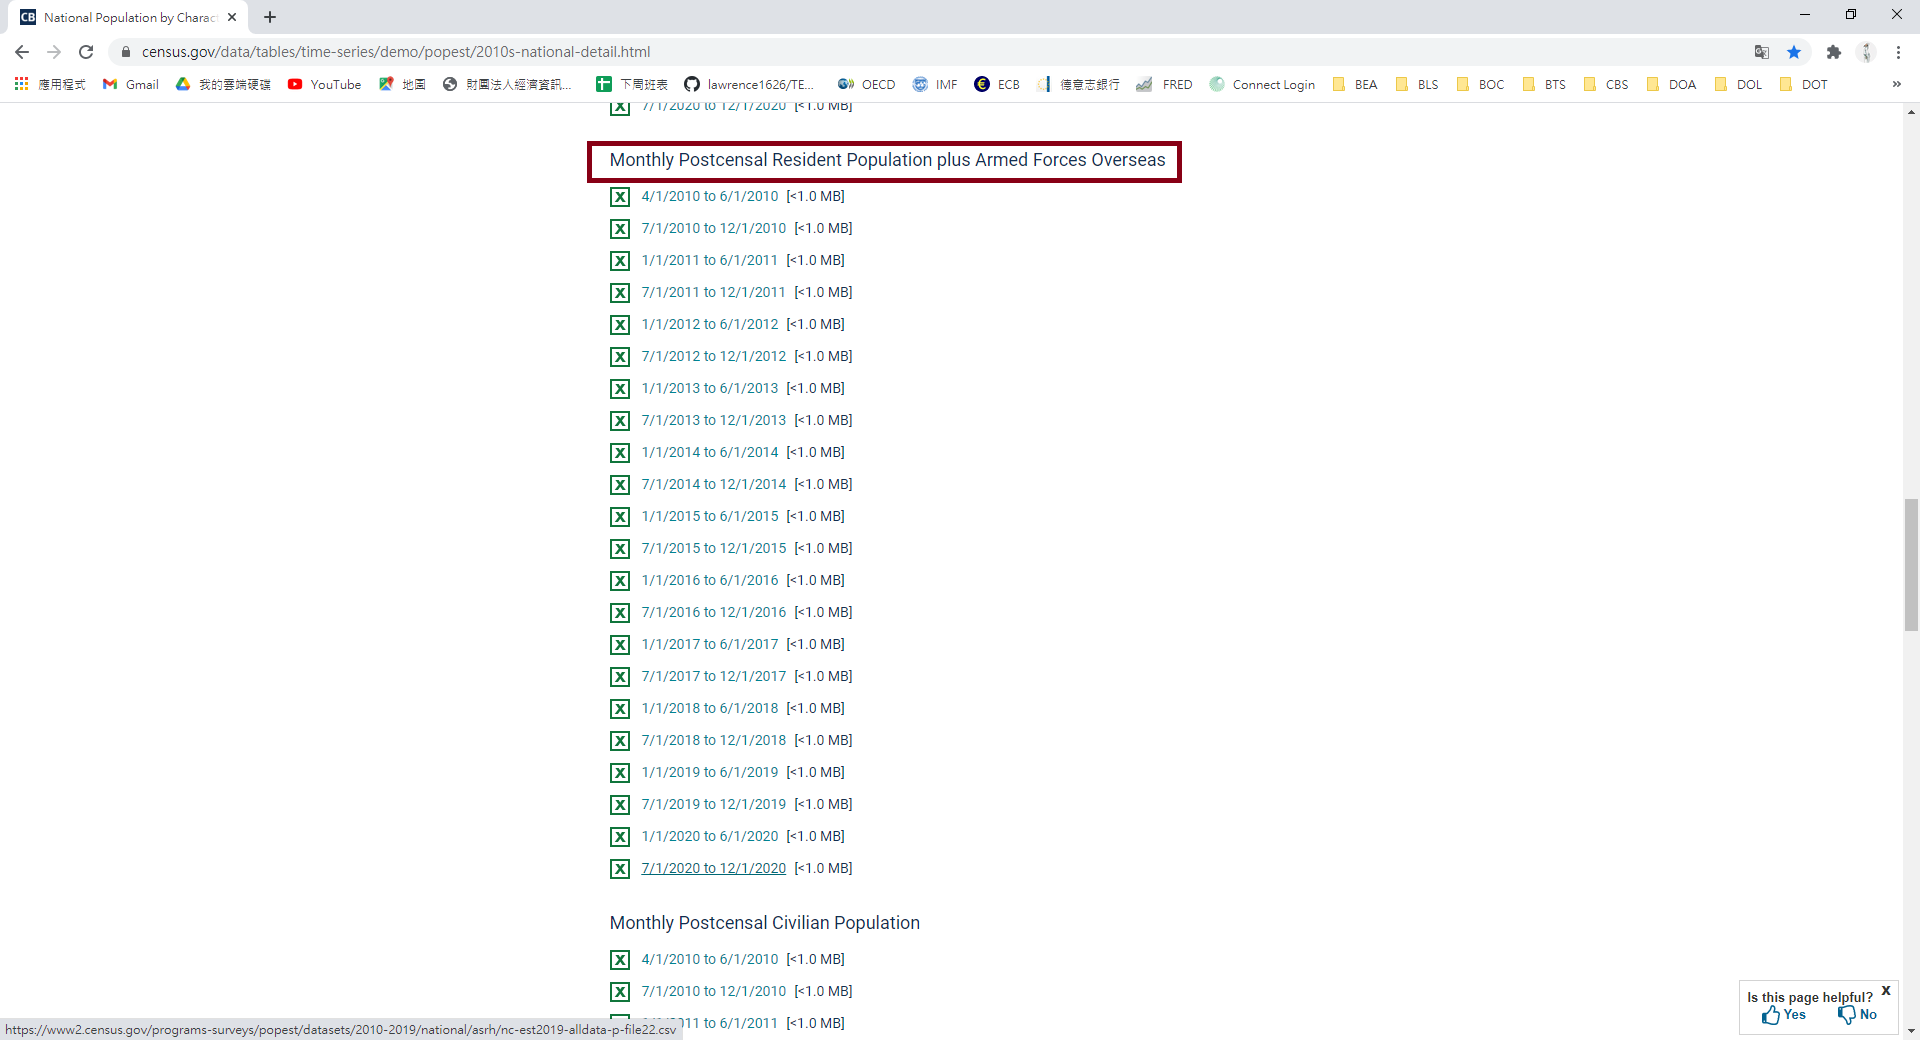 CB National Population by Charac
census.gov/data/tables/time-series/demo/popest/2010s-national-detail.html
應用程式 Gmail 我的雲端硬碟 YouTube 地圖 財團法人經濟資訊... 下周班表 lawrence1626/TE... OECD IMF ECB 德意志銀行 FRED Connect Login BEA BLS BOC BTS CBS DOA DOL DOT »
7/1/2020 to 12/1/2020 [<1.0 MB]
Monthly Postcensal Resident Population plus Armed Forces Overseas
4/1/2010 to 6/1/2010 [<1.0 MB]
7/1/2010 to 12/1/2010 [<1.0 MB]
1/1/2011 to 6/1/2011 [<1.0 MB]
7/1/2011 to 12/1/2011 [<1.0 MB]
1/1/2012 to 6/1/2012 [<1.0 MB]
7/1/2012 to 12/1/2012 [<1.0 MB]
1/1/2013 to 6/1/2013 [<1.0 MB]
7/1/2013 to 12/1/2013 [<1.0 MB]
1/1/2014 to 6/1/2014 [<1.0 MB]
7/1/2014 to 12/1/2014 [<1.0 MB]
1/1/2015 to 6/1/2015 [<1.0 MB]
7/1/2015 to 12/1/2015 [<1.0 MB]
1/1/2016 to 6/1/2016 [<1.0 MB]
7/1/2016 to 12/1/2016 [<1.0 MB]
1/1/2017 to 6/1/2017 [<1.0 MB]
7/1/2017 to 12/1/2017 [<1.0 MB]
1/1/2018 to 6/1/2018 [<1.0 MB]
7/1/2018 to 12/1/2018 [<1.0 MB]
1/1/2019 to 6/1/2019 [<1.0 MB]
7/1/2019 to 12/1/2019 [<1.0 MB]
1/1/2020 to 6/1/2020 [<1.0 MB]
7/1/2020 to 12/1/2020 [<1.0 MB]
Monthly Postcensal Civilian Population
4/1/2010 to 6/1/2010 [<1.0 MB]
7/1/2010 to 12/1/2010 [<1.0 MB]
2011 to 6/1/2011 [<1.0 MB]
Is this page helpful? X
Yes No
https://www2.census.gov/programs-surveys/popest/datasets/2010-2019/national/asrh/nc-est2019-alldata-p-file22.csv